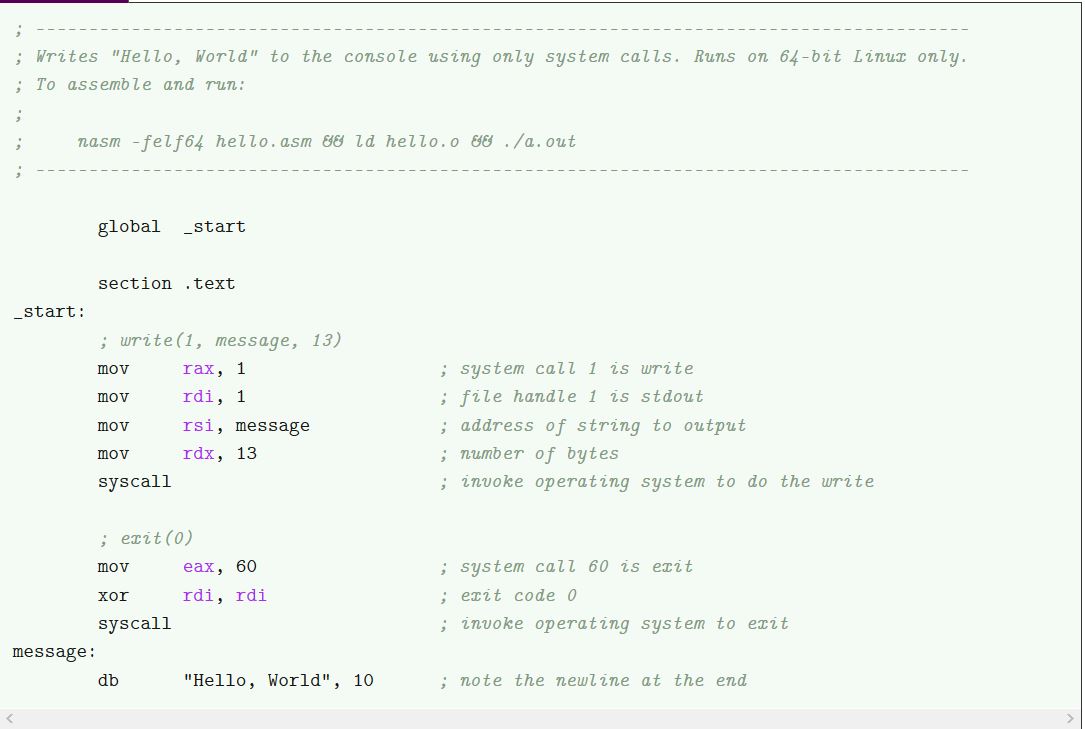 ; ----------------------------------------------------------------------------------------
; Writes "Hello, World" to the console using only system calls. Runs on 64-bit Linux only.
; To assemble and run:
;
;     nasm -felf64 hello.asm && ld hello.o && ./a.out
; ----------------------------------------------------------------------------------------

        global  _start

        section .text
_start:
        ; write(1, message, 13)
        mov     rax, 1                  ; system call 1 is write
        mov     rdi, 1                  ; file handle 1 is stdout
        mov     rsi, message            ; address of string to output
        mov     rdx, 13                 ; number of bytes
        syscall                         ; invoke operating system to do the write

        ; exit(0)
        mov     eax, 60                 ; system call 60 is exit
        xor     rdi, rdi                ; exit code 0
        syscall                         ; invoke operating system to exit
message:
        db      "Hello, World", 10      ; note the newline at the end